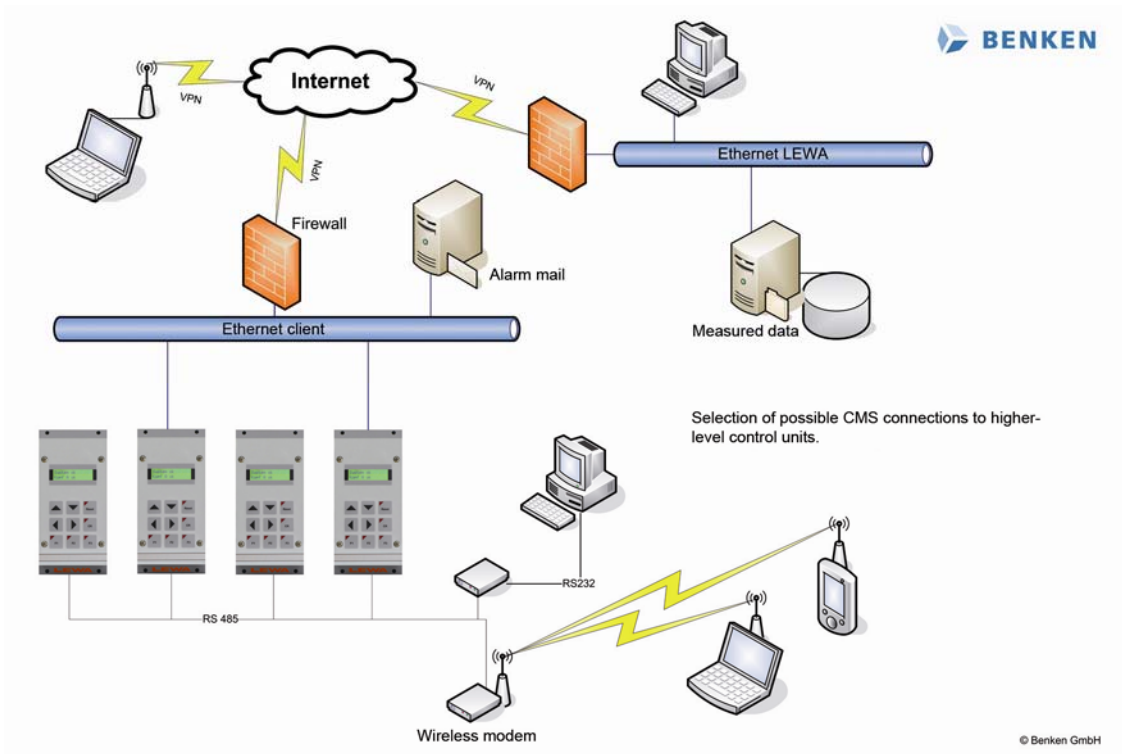 BENKEN
Internet
VPN
VPN
VPN
Ethernet LEWA
Firewall
Alarm mail
Measured data
Ethernet client
Selection of possible CMS connections to higher-
level control units.
RS232
RS 485
Wireless modem
© Benken GmbH